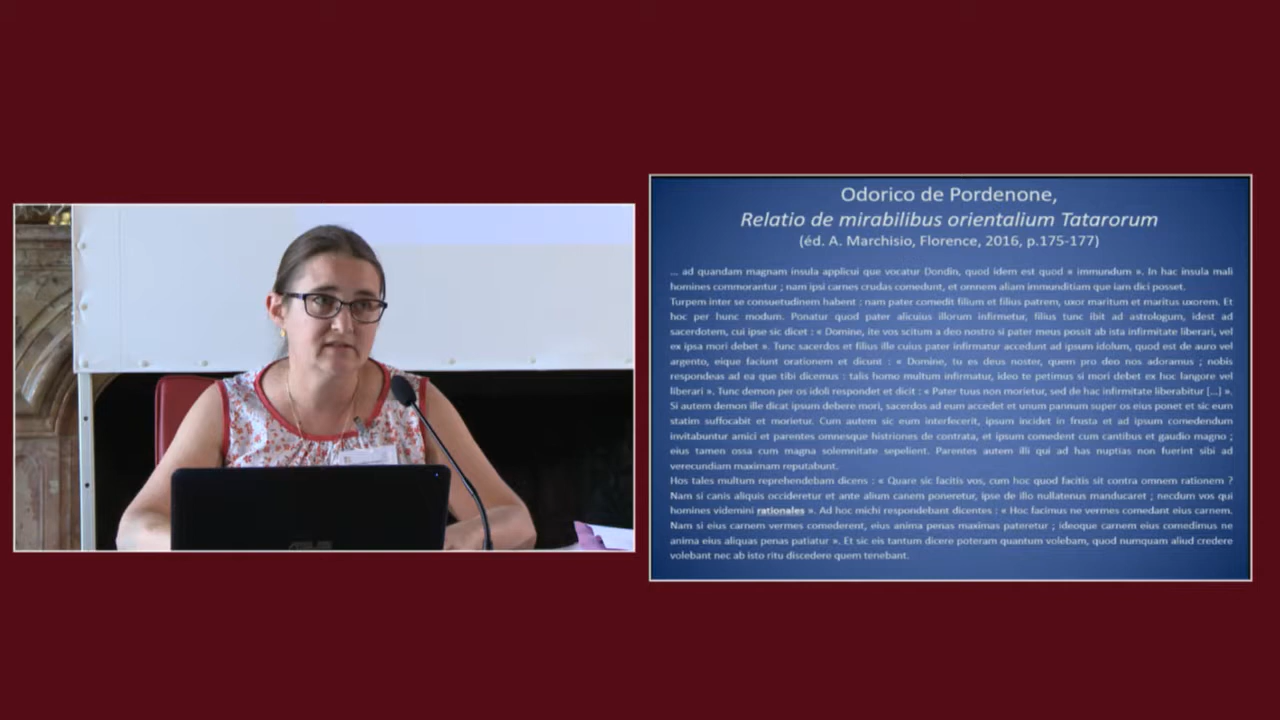 Odorico de Pordenone,
Relatio de mirabilibus orientalium Tatarorum
(éd. A. Marchisio, Florence, 2016, p.175-177)
... ad quandam magnam insula applicui que vocatur Dondin, quod idem est quod « immundum ». In hac insula mali
homines commorantur ; nam ipsi carnes crudas comedunt, et omnem aliam immunditiam que iam dici posset.
Turpem inter se consuetudinem habent : nam pater comedit filium et filius patrem, uxor maritum et maritus uxorem. Et
hoc per hunc modum. Ponatur quod pater alicuius illorum infirmetur, filius tunc ibit ad astrologum, idest ad
sacerdotem, cui ipse sic dicet : « Domine, ite vos scitum a deo nostro si pater meus possit ab ista infirmitate liberari, vel
ex ipsa mori debet ». Tunc sacerdos et filius ille cuius pater infirmatur accedunt ad ipsum idolum, quod est de auro vel
argento, eique faciunt orationem et dicunt : « Domine, tu es deus noster, quem pro deo nos adoramus ; nobis
respondeas ad ea que tibi dicemus : talis homo multum infirmatur, ideo te petimus si mori debet ex hoc langore vel
liberari ». Tunc demon per os idoli respondet et dicit : « Pater tuus non morietur, sed de hac infirmitate liberabitur [...] ».
Si autem demon ille dicat ipsum debere mori, sacerdos ad eum accedet et unum pannum super os eius ponet et sic eum
statim suffocabit et morietur. Cum autem sic eum interfecerit, ipsum incidet in frusta et ad ipsum comedendum
invitabuntur amici et parentes omnesque histriones de contrata, et ipsum comedent cum cantibus et gaudio magno ;
eius tamen ossa cum magna solemnitate sepelient. Parentes autem illi qui ad has nuptias non fuerint sibi ad
verecundiam maximam reputabunt.
Hos tales multum reprehendebam dicens : « Quare sic facitis vos, cum hoc quod facitis sit contra omnem rationem ?
Nam si canis aliquis occideretur et ante alium canem poneretur, ipse de illo nullatenus manducaret ; necdum vos qui
homines videmini rationales ». Ad hoc michi respondebant dicentes : « Hoc facimus ne vermes comedant eius carnem.
Nam si eius carnem vermes comederent, eius anima penas maximas pateretur ; ideoque carnem eius comedimus ne
anima eius aliquas penas patiatur ». Et sic eis tantum dicere poteram quantum volebam, quod numquam aliud credere
volebant nec ab isto ritu discedere quem tenebant.